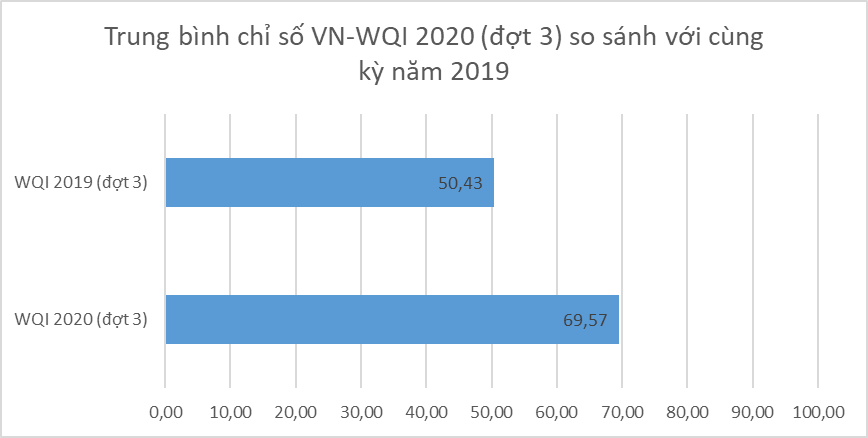 Trung bình chỉ số VN-WQI 2020 (đợt 3) so sánh với cùng
kỳ năm 2019
WQI 2019 (đợt 3)
50,43
WQI 2020 (đợt 3)
69,57
0,00 10,00 20,00 30,00 40,00 50,00 60,00 70,00 80,00 90,00 100,00